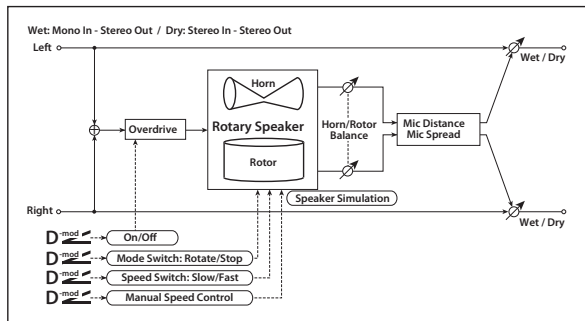 Wet: Mono In - Stereo Out / Dry: Stereo In - Stereo Out
Left
Wet / Dry
Horn
Rotary Speaker
Rotor
Overdrive
Horn/Rotor
Balance
Mic Distance
Mic Spread
Speaker Simulation
Right
Wet / Dry
D-mod On/Off
D-mod Mode Switch: Rotate/Stop
D-mod Speed Switch: Slow/Fast
D-mod Manual Speed Control